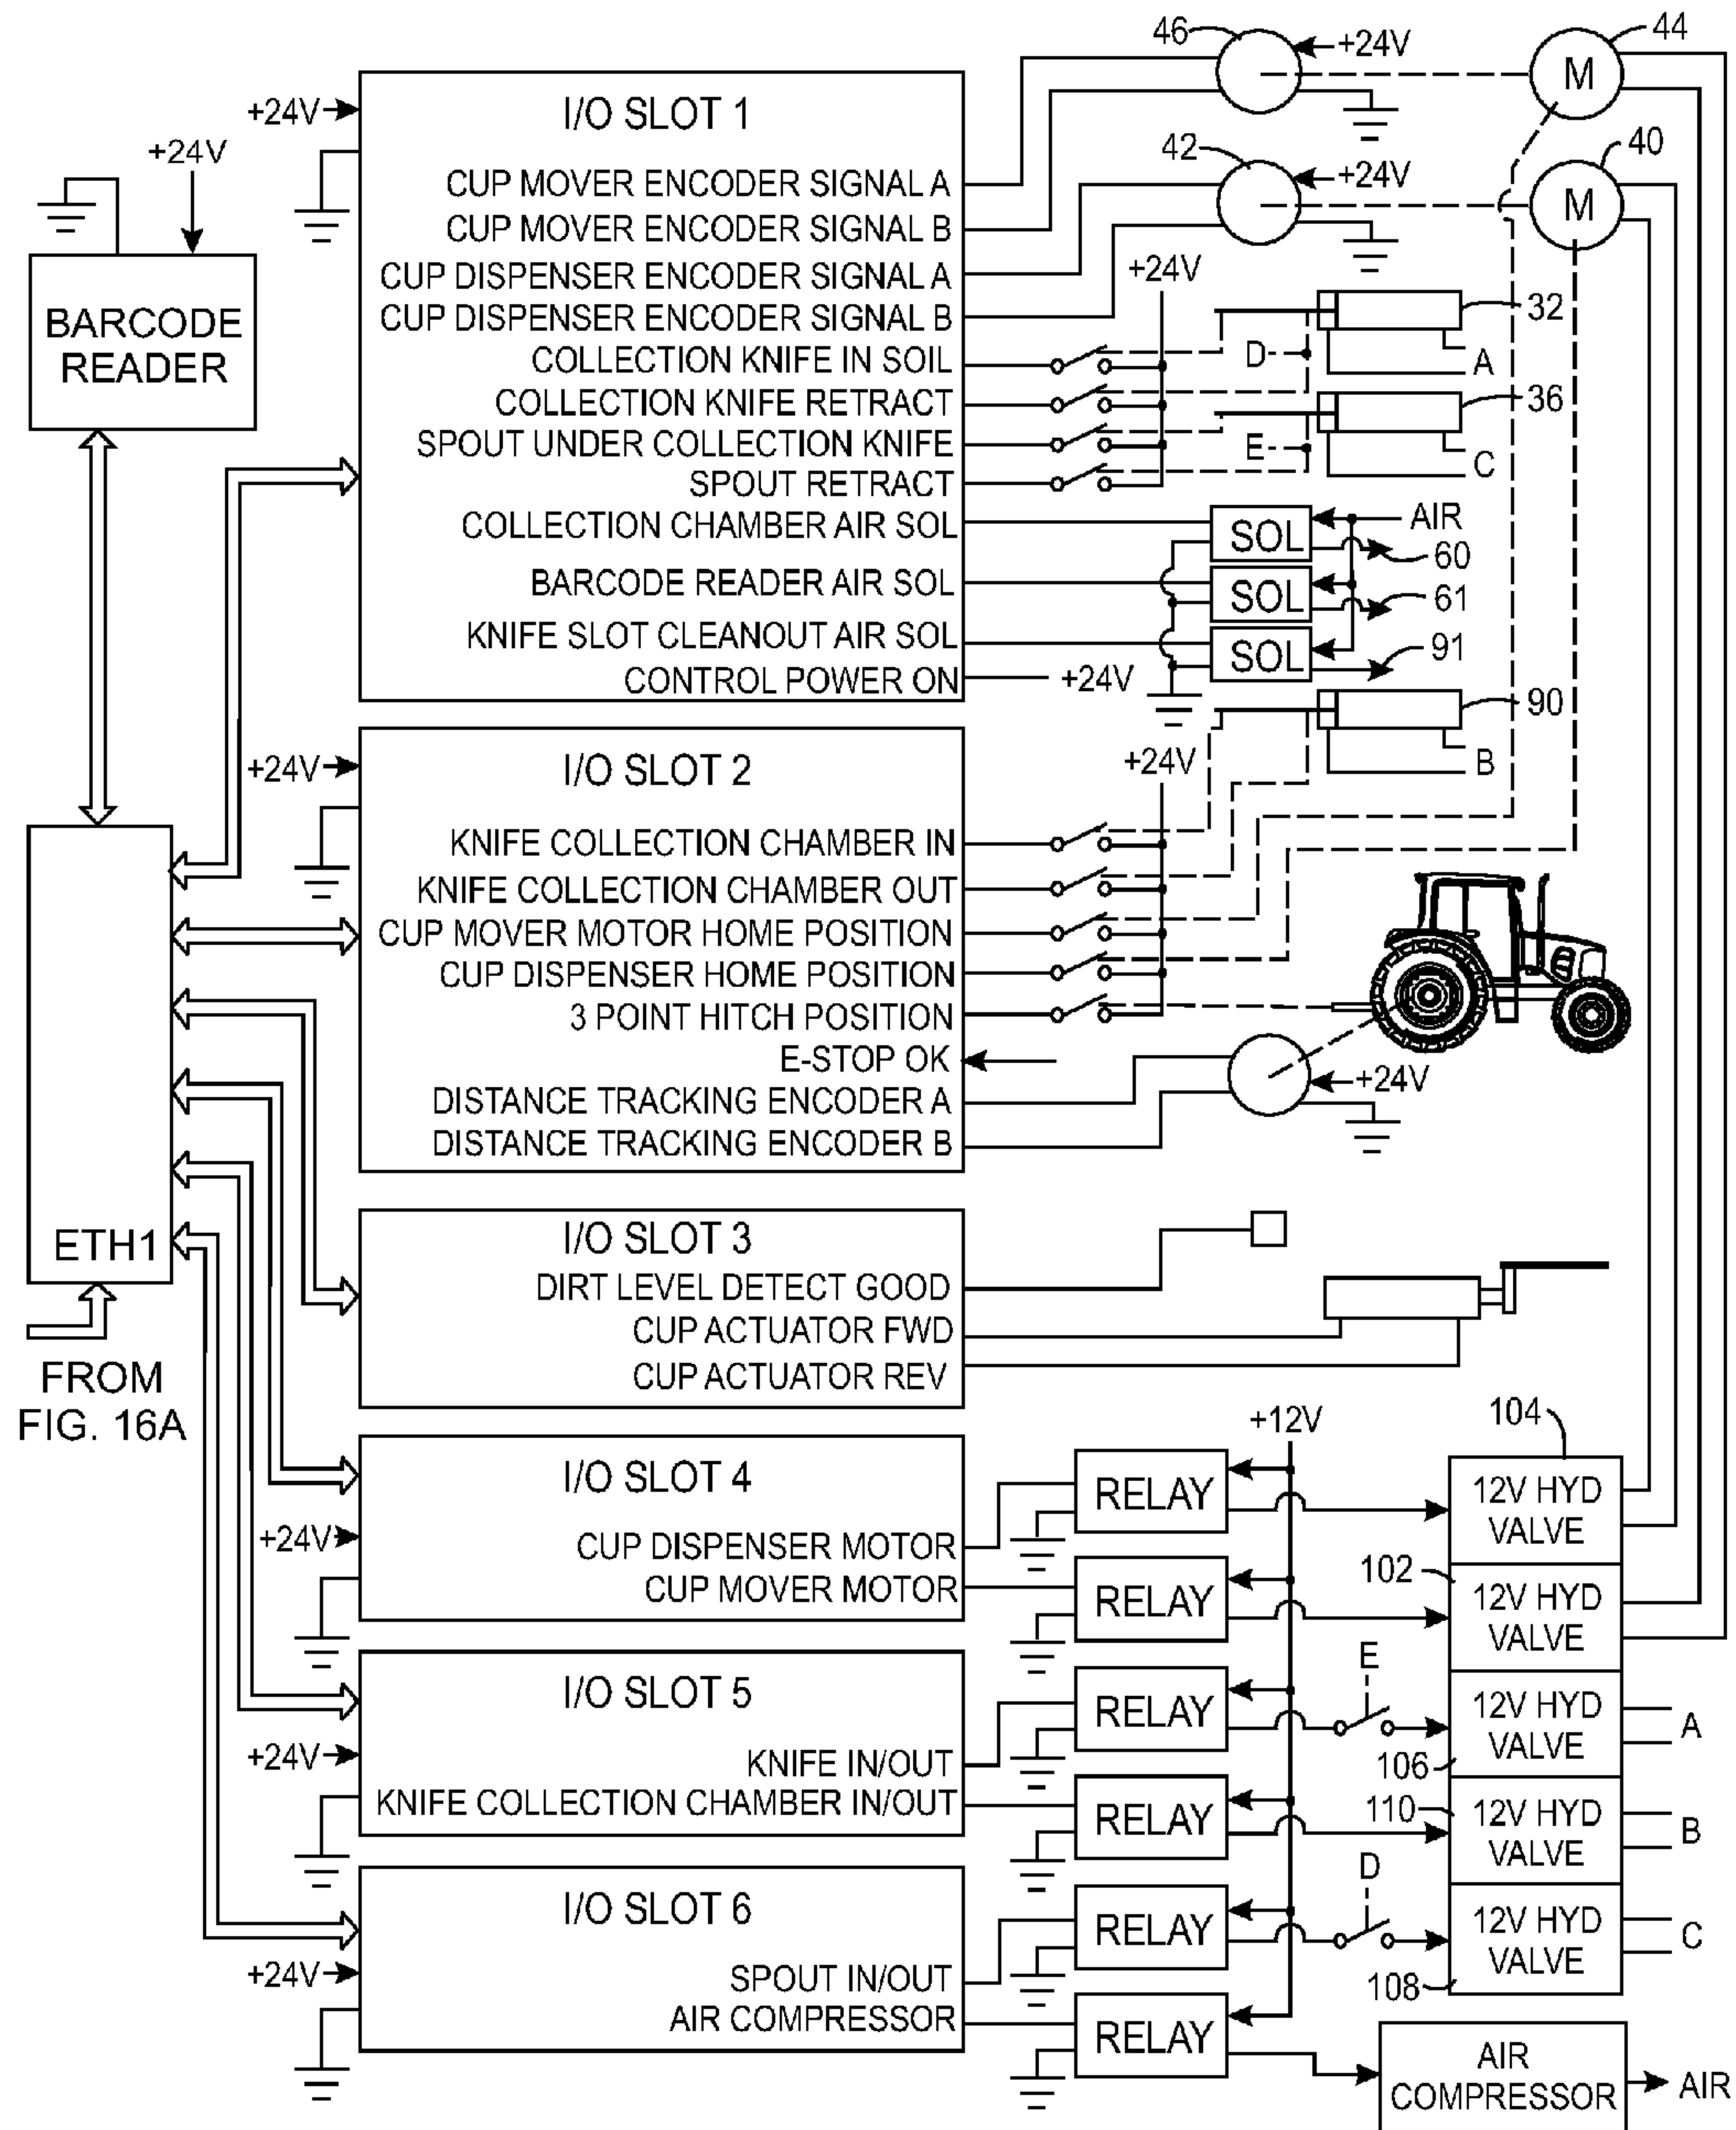 46
+24V
44
M
+24V
I/O SLOT 1
+24V
42
+24V
40
M
CUP MOVER ENCODER SIGNAL A
CUP MOVER ENCODER SIGNAL B
CUP DISPENSER ENCODER SIGNAL A
CUP DISPENSER ENCODER SIGNAL B
COLLECTION KNIFE IN SOIL
COLLECTION KNIFE RETRACT
SPOUT UNDER COLLECTION KNIFE
SPOUT RETRACT
COLLECTION CHAMBER AIR SOL
BARCODE READER AIR SOL
KNIFE SLOT CLEANOUT AIR SOL
CONTROL POWER ON
+24V
BARCODE
READER
+24V
32
D
A
36
E
C
SOL
AIR
60
SOL
61
SOL
91
90
B
+24V
I/O SLOT 2
+24V
KNIFE COLLECTION CHAMBER IN
KNIFE COLLECTION CHAMBER OUT
CUP MOVER MOTOR HOME POSITION
CUP DISPENSER HOME POSITION
3 POINT HITCH POSITION
E-STOP OK
DISTANCE TRACKING ENCODER A
DISTANCE TRACKING ENCODER B
+24V
ETH1
FROM
FIG. 16A
I/O SLOT 3
DIRT LEVEL DETECT GOOD
CUP ACTUATOR FWD
CUP ACTUATOR REV
+12V
104
I/O SLOT 4
+24V
CUP DISPENSER MOTOR
CUP MOVER MOTOR
RELAY
12V HYD
VALVE
RELAY
102
12V HYD
VALVE
I/O SLOT 5
+24V
KNIFE IN/OUT
KNIFE COLLECTION CHAMBER IN/OUT
RELAY
E
106
12V HYD
VALVE
A
RELAY
110
12V HYD
VALVE
B
I/O SLOT 6
+24V
SPOUT IN/OUT
AIR COMPRESSOR
RELAY
D
108
12V HYD
VALVE
C
RELAY
AIR
COMPRESSOR
AIR